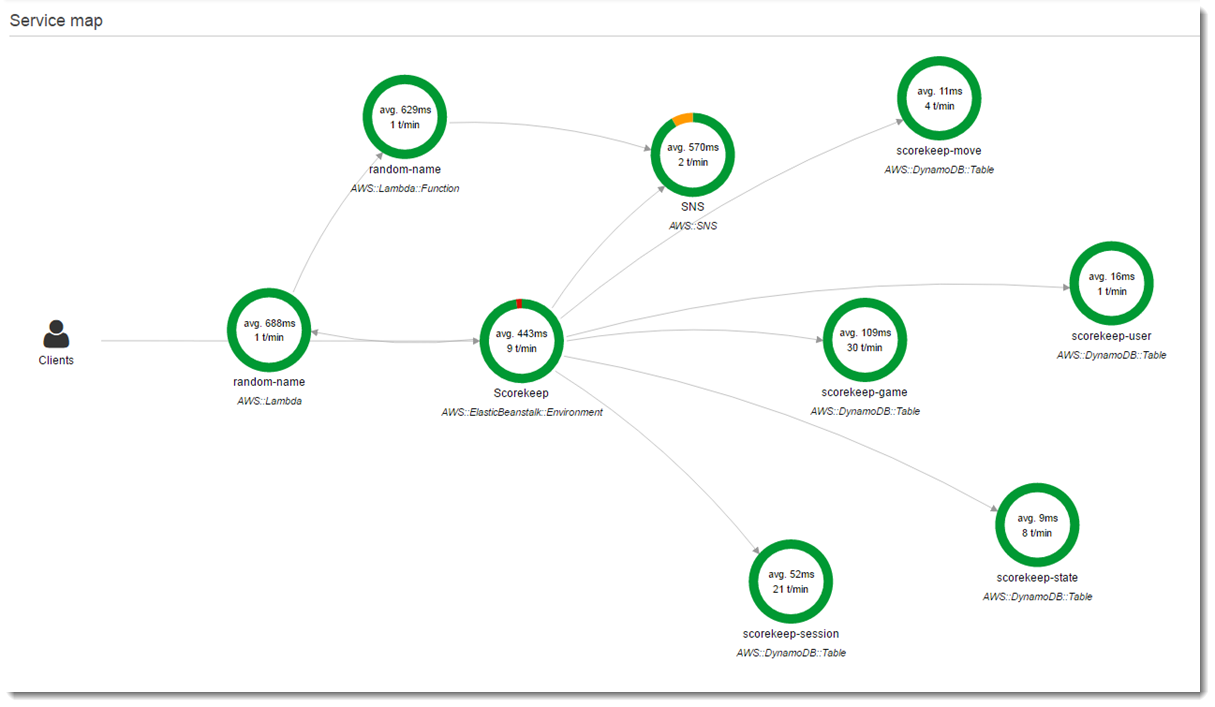 Service map
avg. 629ms
1 t/min
random-name
AWS::Lambda::Function
avg. 570ms
2 t/min
SNS
AWS::SNS
avg. 11ms
4 t/min
scorekeep-move
AWS::DynamoDB::Table
avg. 16ms
1 t/min
scorekeep-user
AWS::DynamoDB::Table
Clients
avg. 688ms
1 t/min
random-name
AWS::Lambda
avg. 443ms
9 t/min
Scorekeep
AWS::ElasticBeanstalk::Environment
avg. 109ms
30 t/min
scorekeep-game
AWS::DynamoDB::Table
avg. 9ms
8 t/min
scorekeep-state
AWS::DynamoDB::Table
avg. 52ms
21 t/min
scorekeep-session
AWS::DynamoDB::Table